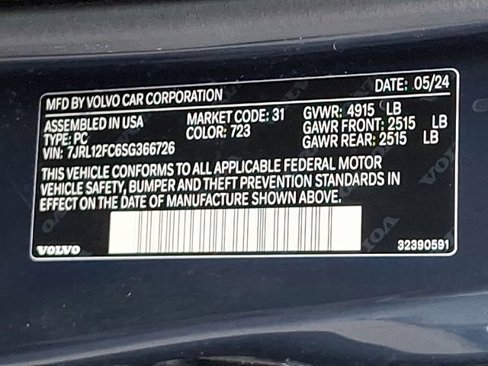 MFD BY VOLVO CAR CORPORATION DATE: 05/24
ASSEMBLED IN USA MARKET CODE: 31 GVWR: 4915 LB
TYPE: PC COLOR: 723 GAWR FRONT: 2515 LB
VIN: 7JRL12FC6SG366726 GAWR REAR: 2515 LB
THIS VEHICLE CONFORMS TO ALL APPLICABLE FEDERAL MOTOR
VEHICLE SAFETY, BUMPER AND THEFT PREVENTION STANDARDS IN
EFFECT ON THE DATE OF MANUFACTURE SHOWN ABOVE.
VOLVO 32390591